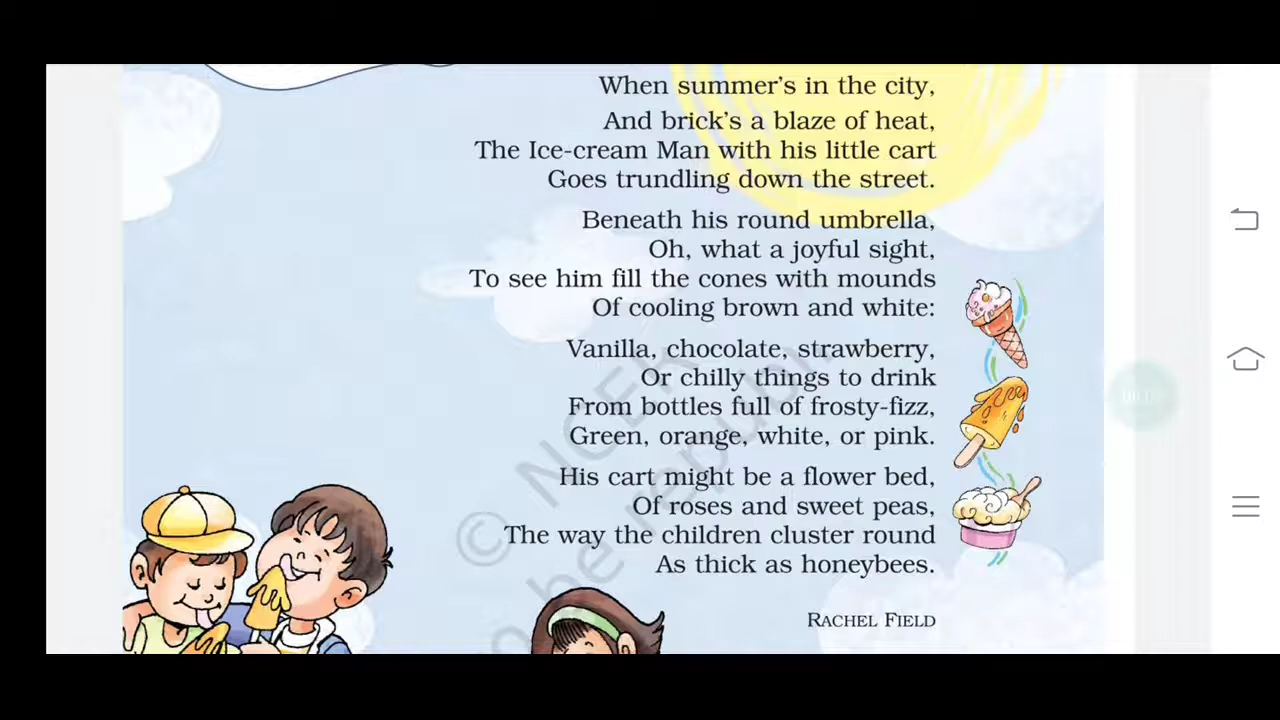 When summer's in the city,
And brick's a blaze of heat,
The Ice-cream Man with his little cart
Goes trundling down the street.
Beneath his round umbrella,
Oh, what a joyful sight,
To see him fill the cones with mounds
Of cooling brown and white:
Vanilla, chocolate, strawberry,
Or chilly things to drink
From bottles full of frosty-fizz,
Green, orange, white, or pink.
His cart might be a flower bed,
Of roses and sweet peas,
The way the children cluster round
As thick as honeybees.
RACHEL FIELD